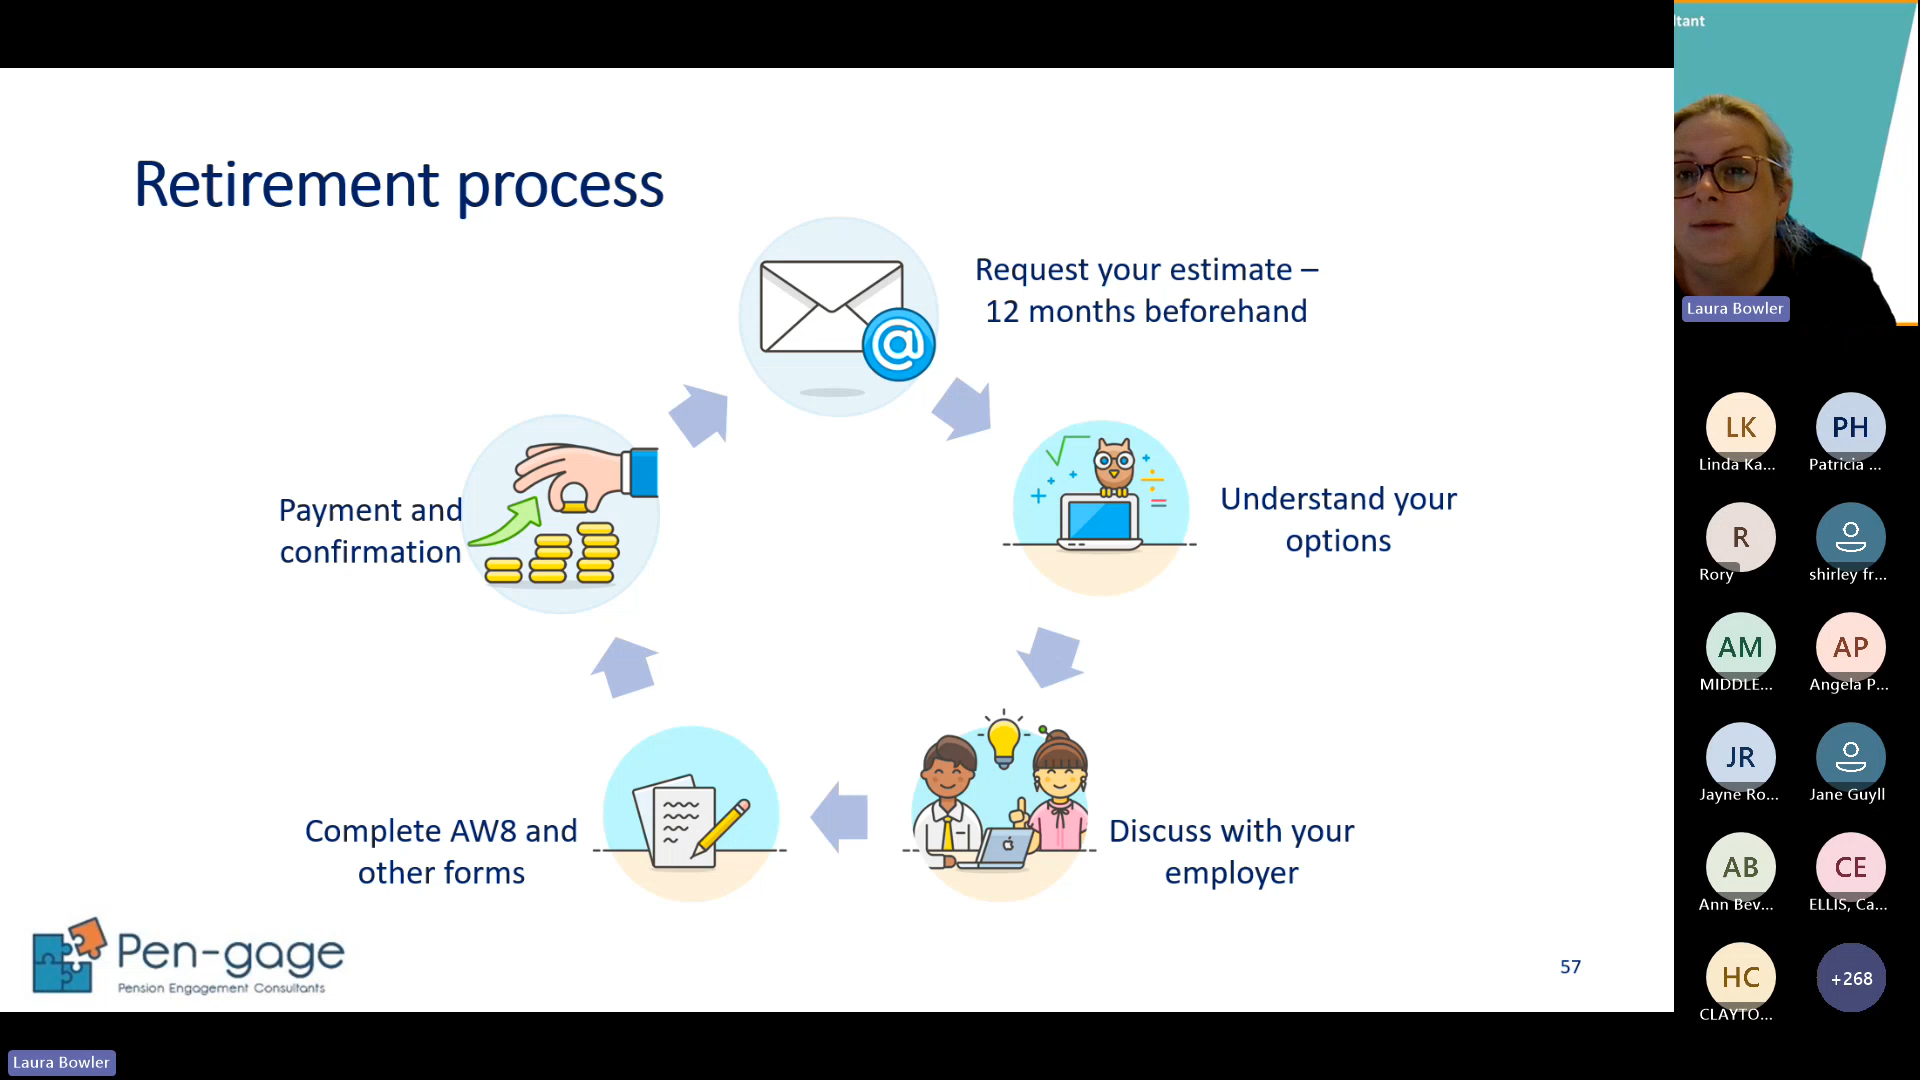 Retirement process
Request your estimate –
12 months beforehand
Understand your
options
Discuss with your
employer
Complete AW8 and
other forms
Payment and
confirmation
Pen-gage
Pension Engagement Consultants
57
Laura Bowler
ltant
Laura Bowler
LK
Linda Ka...
PH
Patricia ...
R
Rory
shirley fr...
AM
MIDDLE...
AP
Angela P...
JR
Jayne Ro...
Jane Guyll
AB
Ann Bev...
CE
ELLIS, Ca...
HC
CLAYTO...
+268